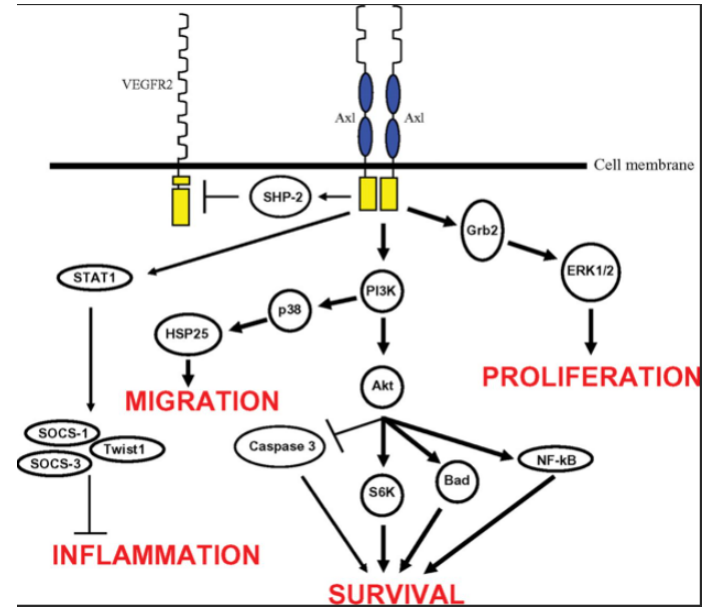 VEGFR2
Axl
Axl
Cell membrane
SHP-2
Grb2
STAT1
ERK1/2
PI3K
p38
HSP25
PROLIFERATION
Akt
MIGRATION
SOCS-1
Twist1
SOCS-3
Caspase 3
NF-kB
Bad
S6K
INFLAMMATION
SURVIVAL